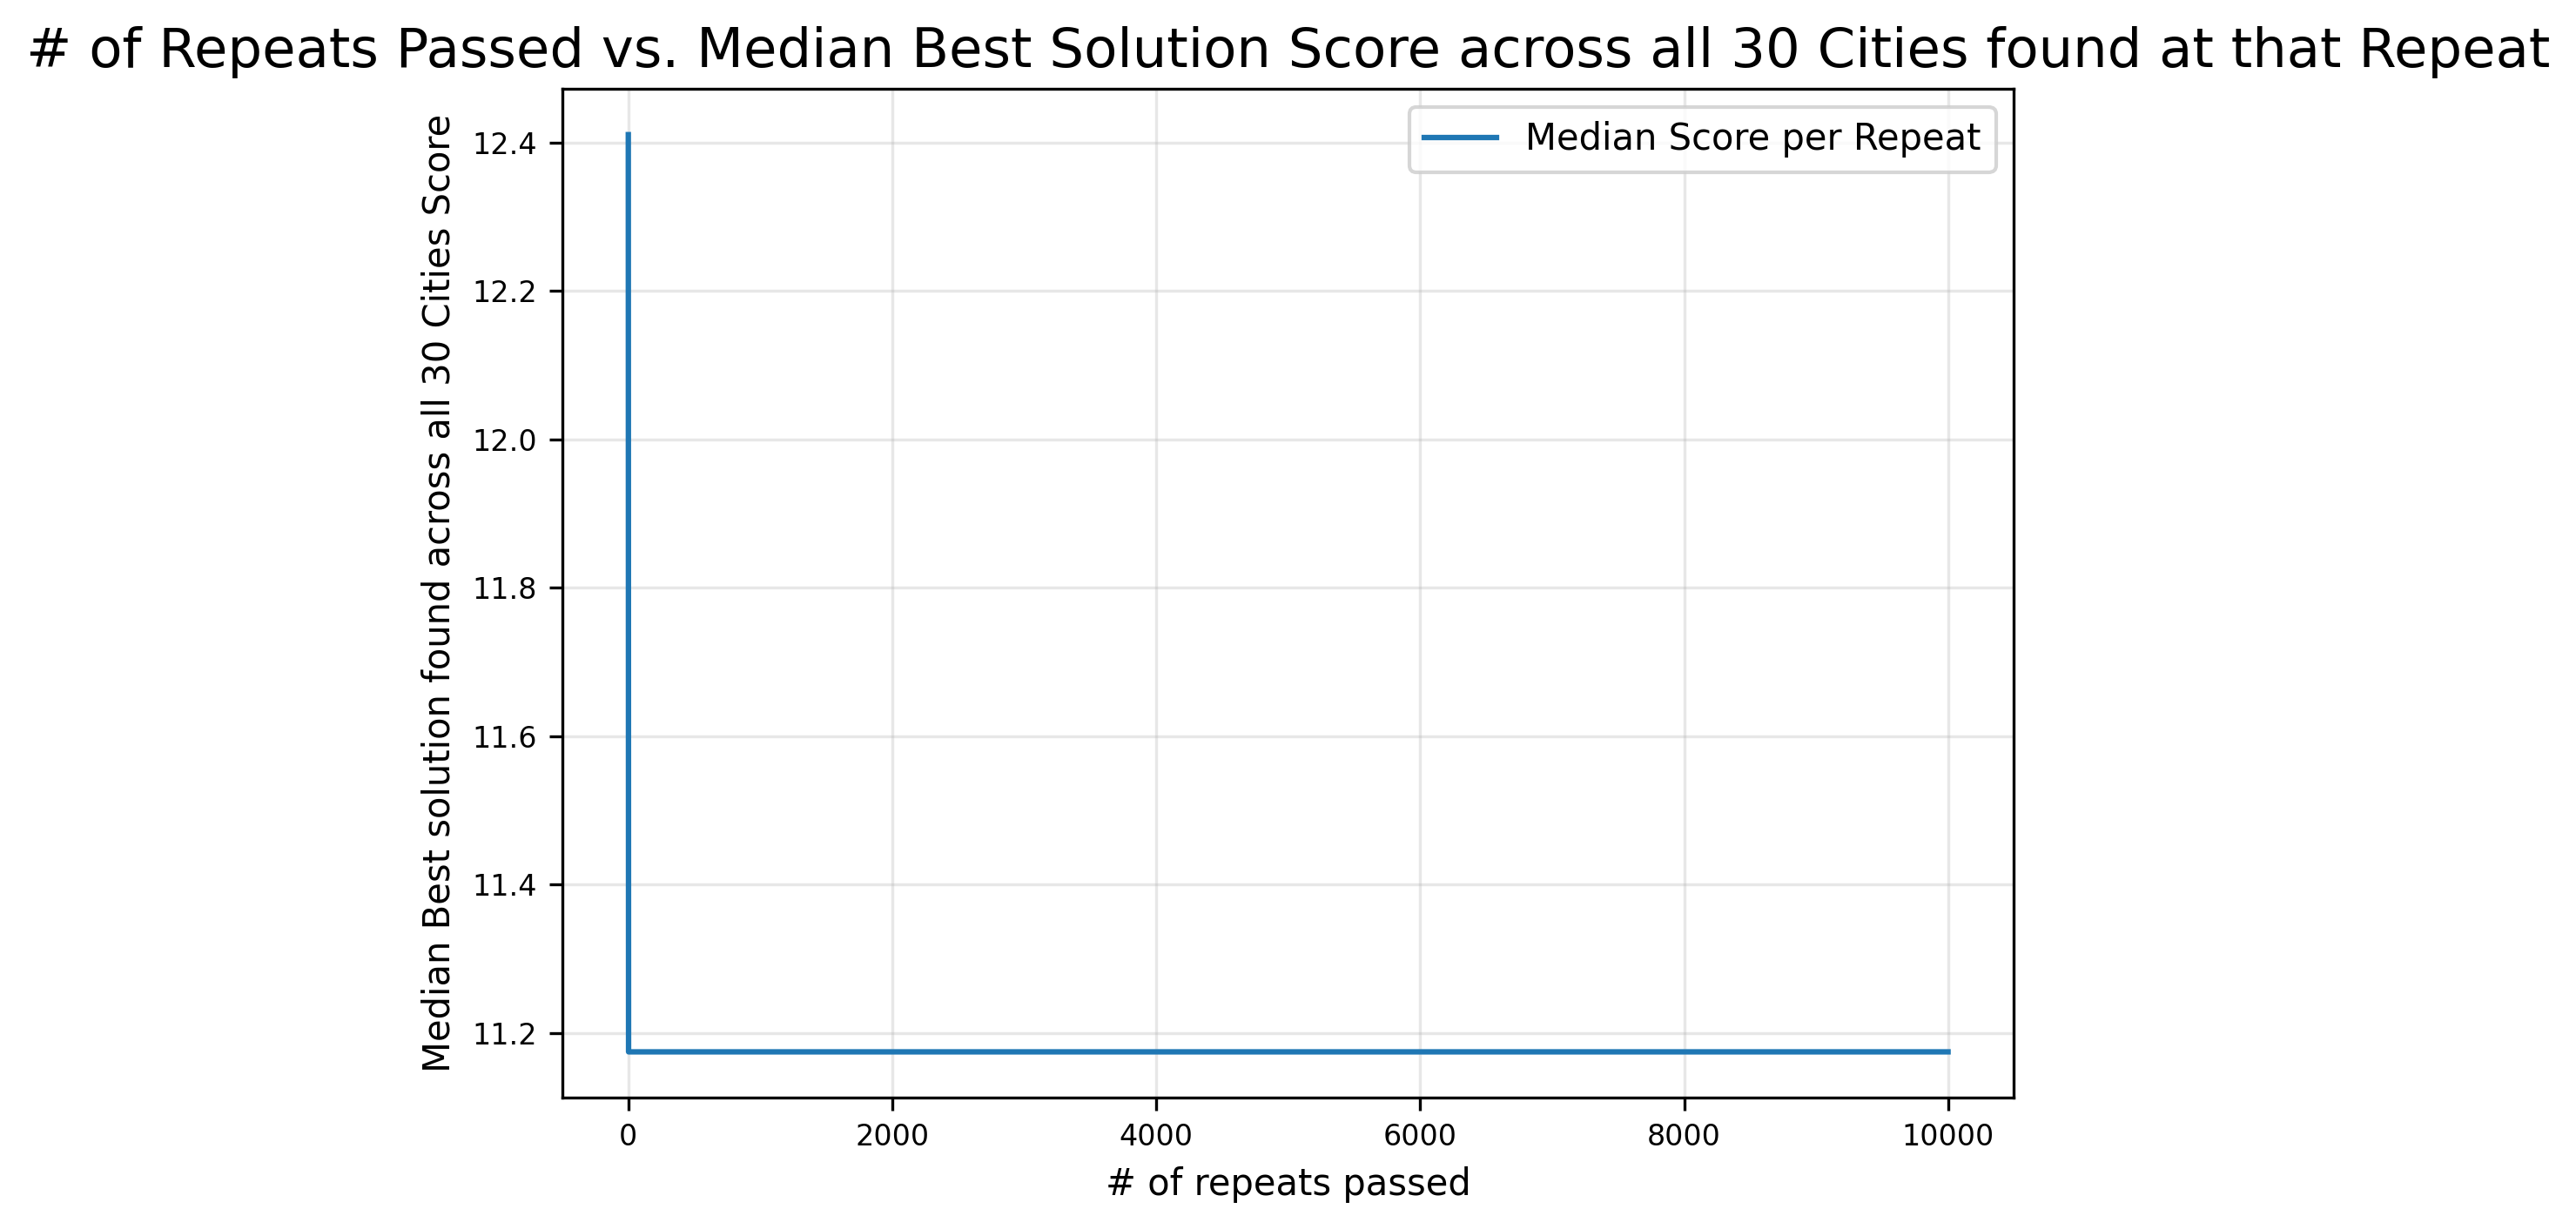 # of Repeats Passed vs. Median Best Solution Score across all 30 Cities found at that Repeat
Median Score per Repeat
Median Best solution found across all 30 Cities Score
12.4
12.2
12.0
11.8
11.6
11.4
11.2
0 2000 4000 6000 8000 10000
# of repeats passed